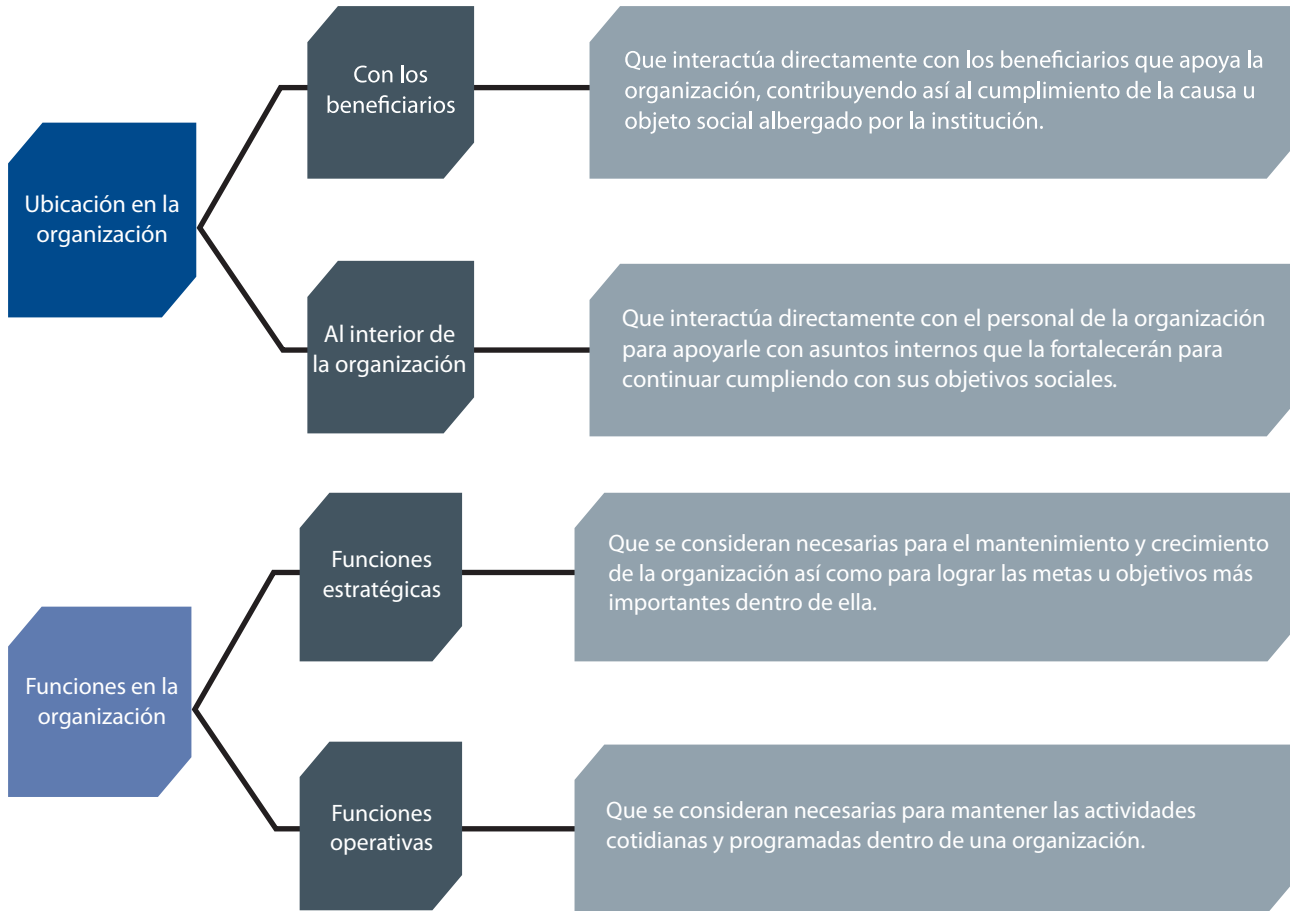 Ubicación en la
organización
Con los
beneficiarios
Que interactúa directamente con los beneficiarios que apoya la
organización, contribuyendo así al cumplimiento de la causa u
objeto social albergado por la institución.
Al interior de
la organización
Que interactúa directamente con el personal de la organización
para apoyarle con asuntos internos que la fortalecerán para
continuar cumpliendo con sus objetivos sociales.
Funciones en la
organización
Funciones
estratégicas
Que se consideran necesarias para el mantenimiento y crecimiento
de la organización así como para lograr las metas u objetivos más
importantes dentro de ella.
Funciones
operativas
Que se consideran necesarias para mantener las actividades
cotidianas y programadas dentro de una organización.